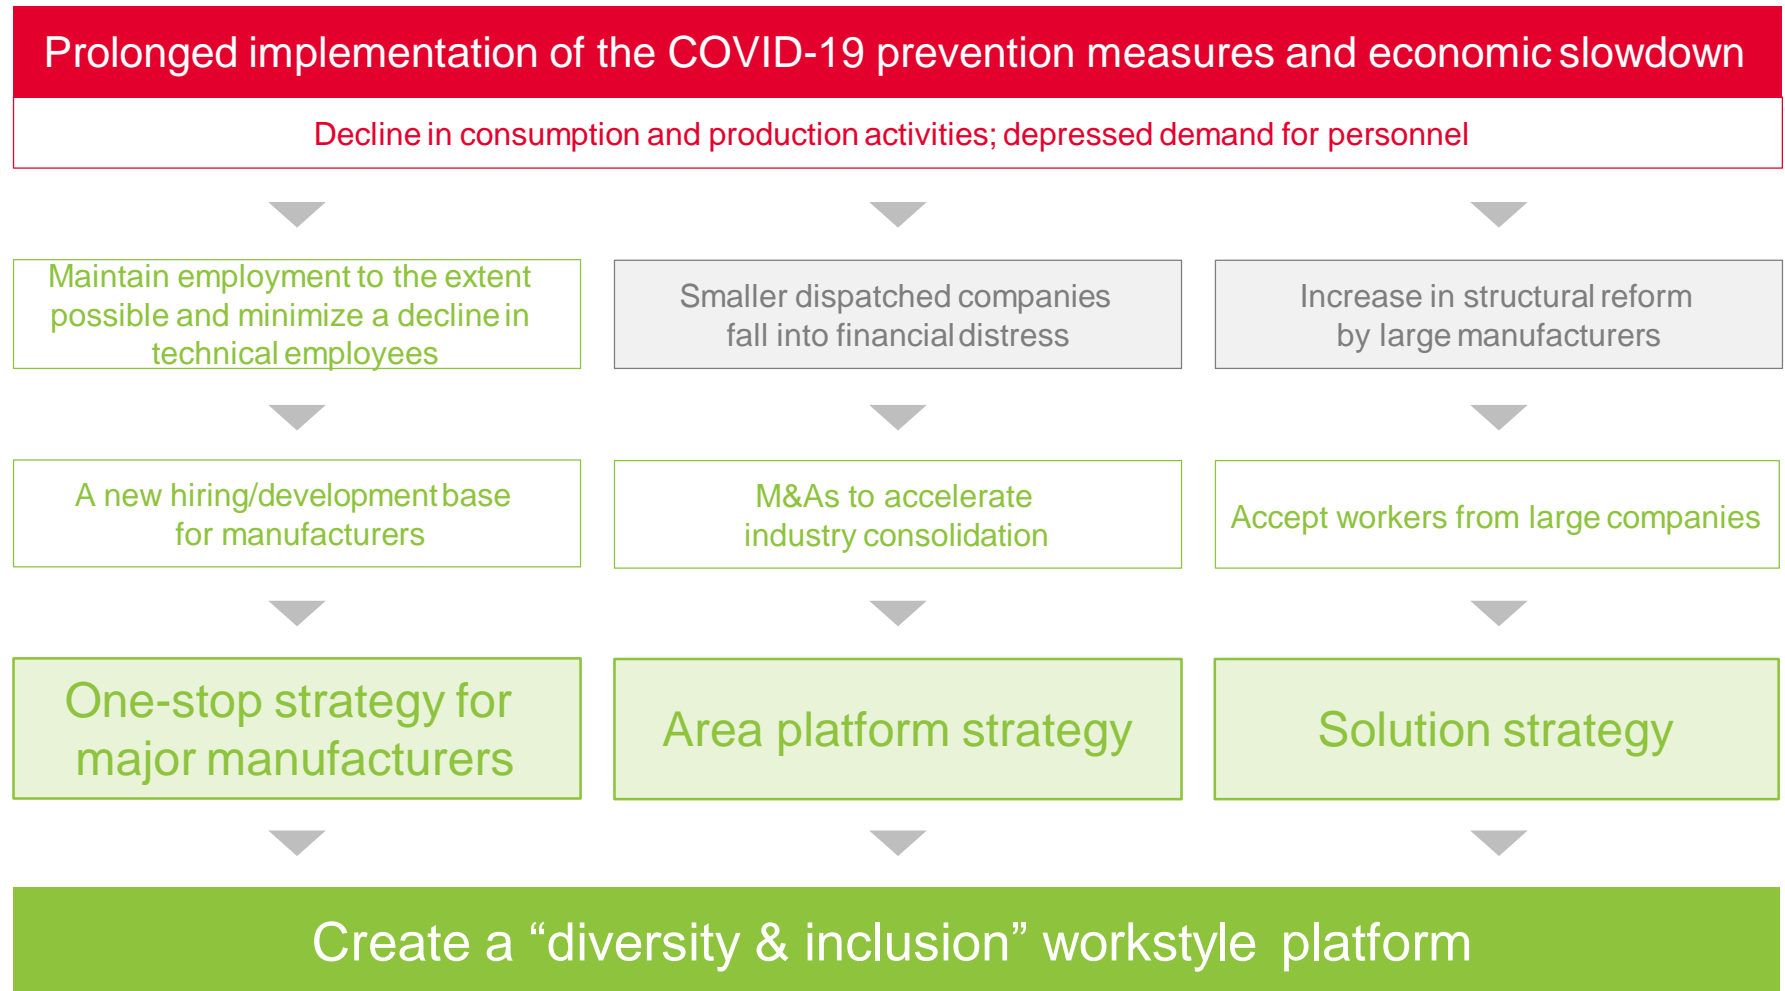 Prolonged implementation of the COVID-19 prevention measures and economic slowdown
Decline in consumption and production activities; depressed demand for personnel
Maintain employment to the extent
possible and minimize a decline in
technical employees
Smaller dispatched companies
fall into financial distress
Increase in structural reform
by large manufacturers
A new hiring/development base
for manufacturers
M&As to accelerate
industry consolidation
Accept workers from large companies
One-stop strategy for
major manufacturers
Area platform strategy
Solution strategy
Create a “diversity & inclusion” workstyle platform